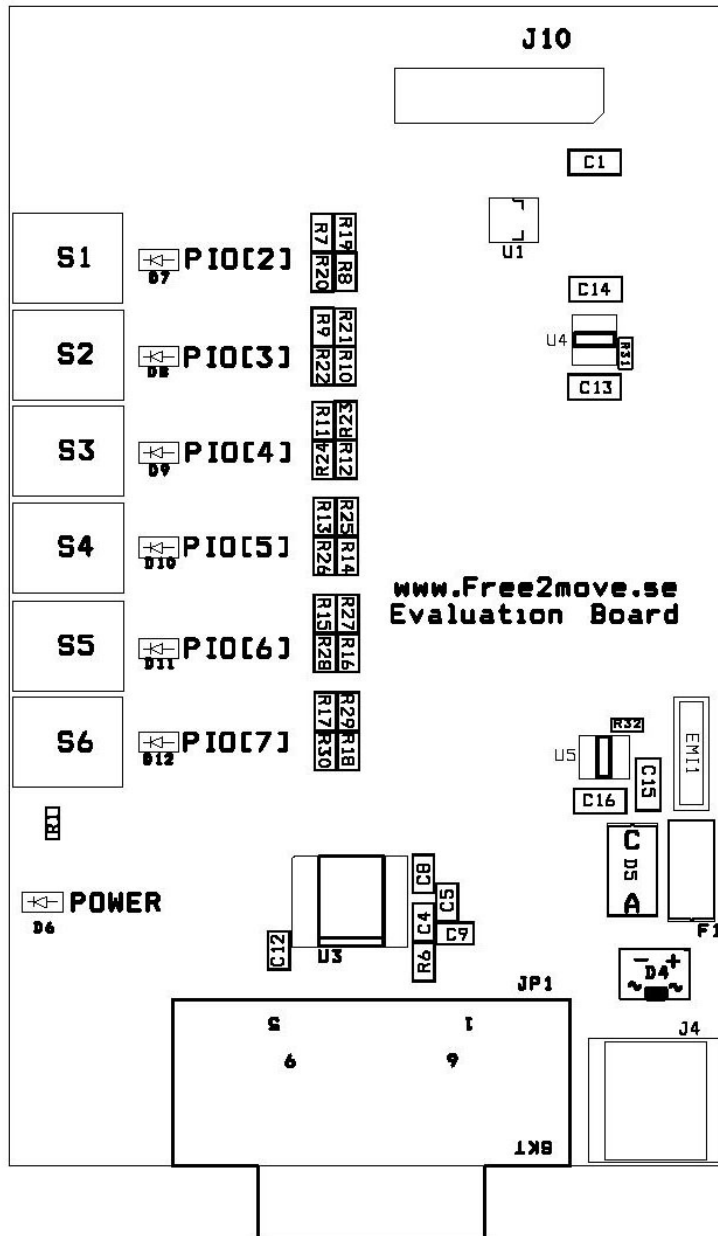 J10
C1
U1
S1 D7 PIO[2] R7 R19 R20 R8
C14
U4 R31
C13
S2 D8 PIO[3] R9 R21 R22 R10
S3 D9 PIO[4] R11 R23 R24 R12
S4 D10 PIO[5] R13 R25 R26 R14
www.Free2move.se
Evaluation Board
S5 D11 PIO[6] R15 R27 R28 R16
S6 D12 PIO[7] R17 R29 R30 R18
R32
U5 EMI1
C15
C16
R1
C D5 A
F1
D6 POWER
C8
C5
C4
C9
C12 U3 R6
- + D4 ~ ~
JP1
J4
5 1
9 6
SKT